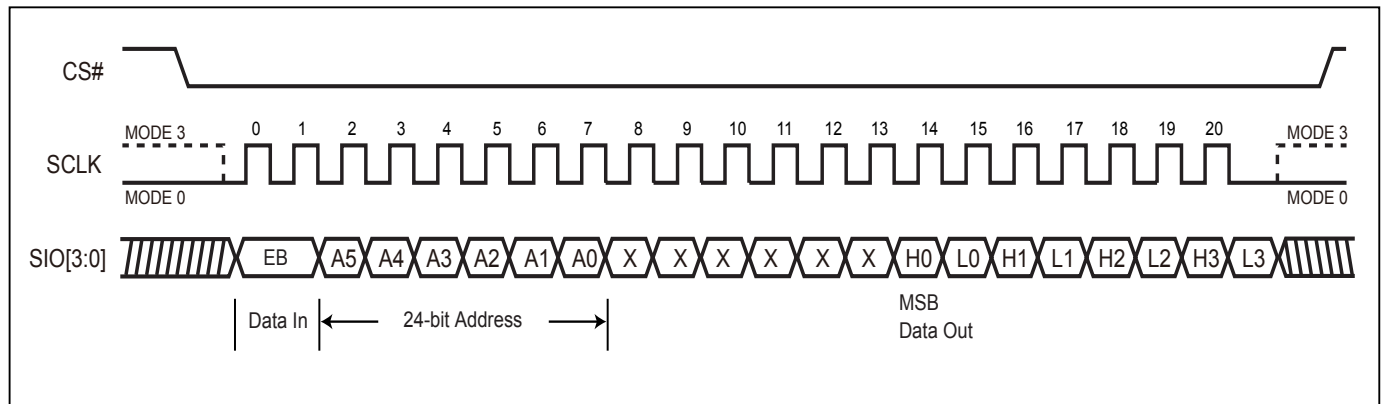 CS#
MODE 3 0 1 2 3 4 5 6 7 8 9 10 11 12 13 14 15 16 17 18 19 20 MODE 3
SCLK
MODE 0 MODE 0
SIO[3:0] EB A5 A4 A3 A2 A1 A0 X X X X X X H0 L0 H1 L1 H2 L2 H3 L3
Data In 24-bit Address
MSB
Data Out